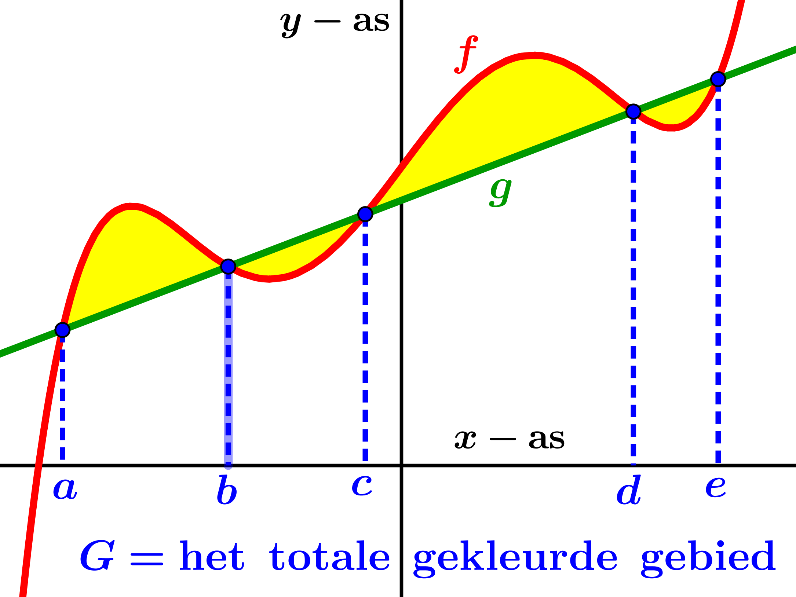 y – as
f
g
x – as
a b c d e
G = het totale gekleurde gebied